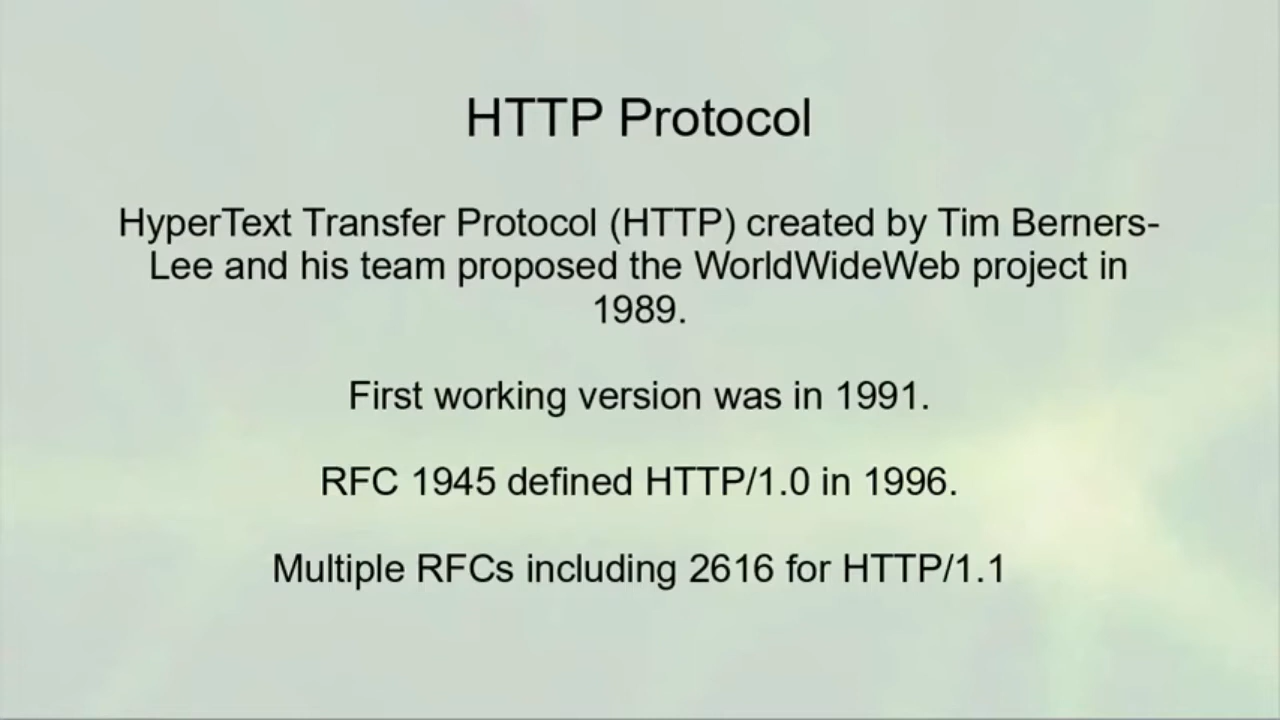 HTTP Protocol
HyperText Transfer Protocol (HTTP) created by Tim Berners-
Lee and his team proposed the WorldWideWeb project in
1989.
First working version was in 1991.
RFC 1945 defined HTTP/1.0 in 1996.
Multiple RFCs including 2616 for HTTP/1.1